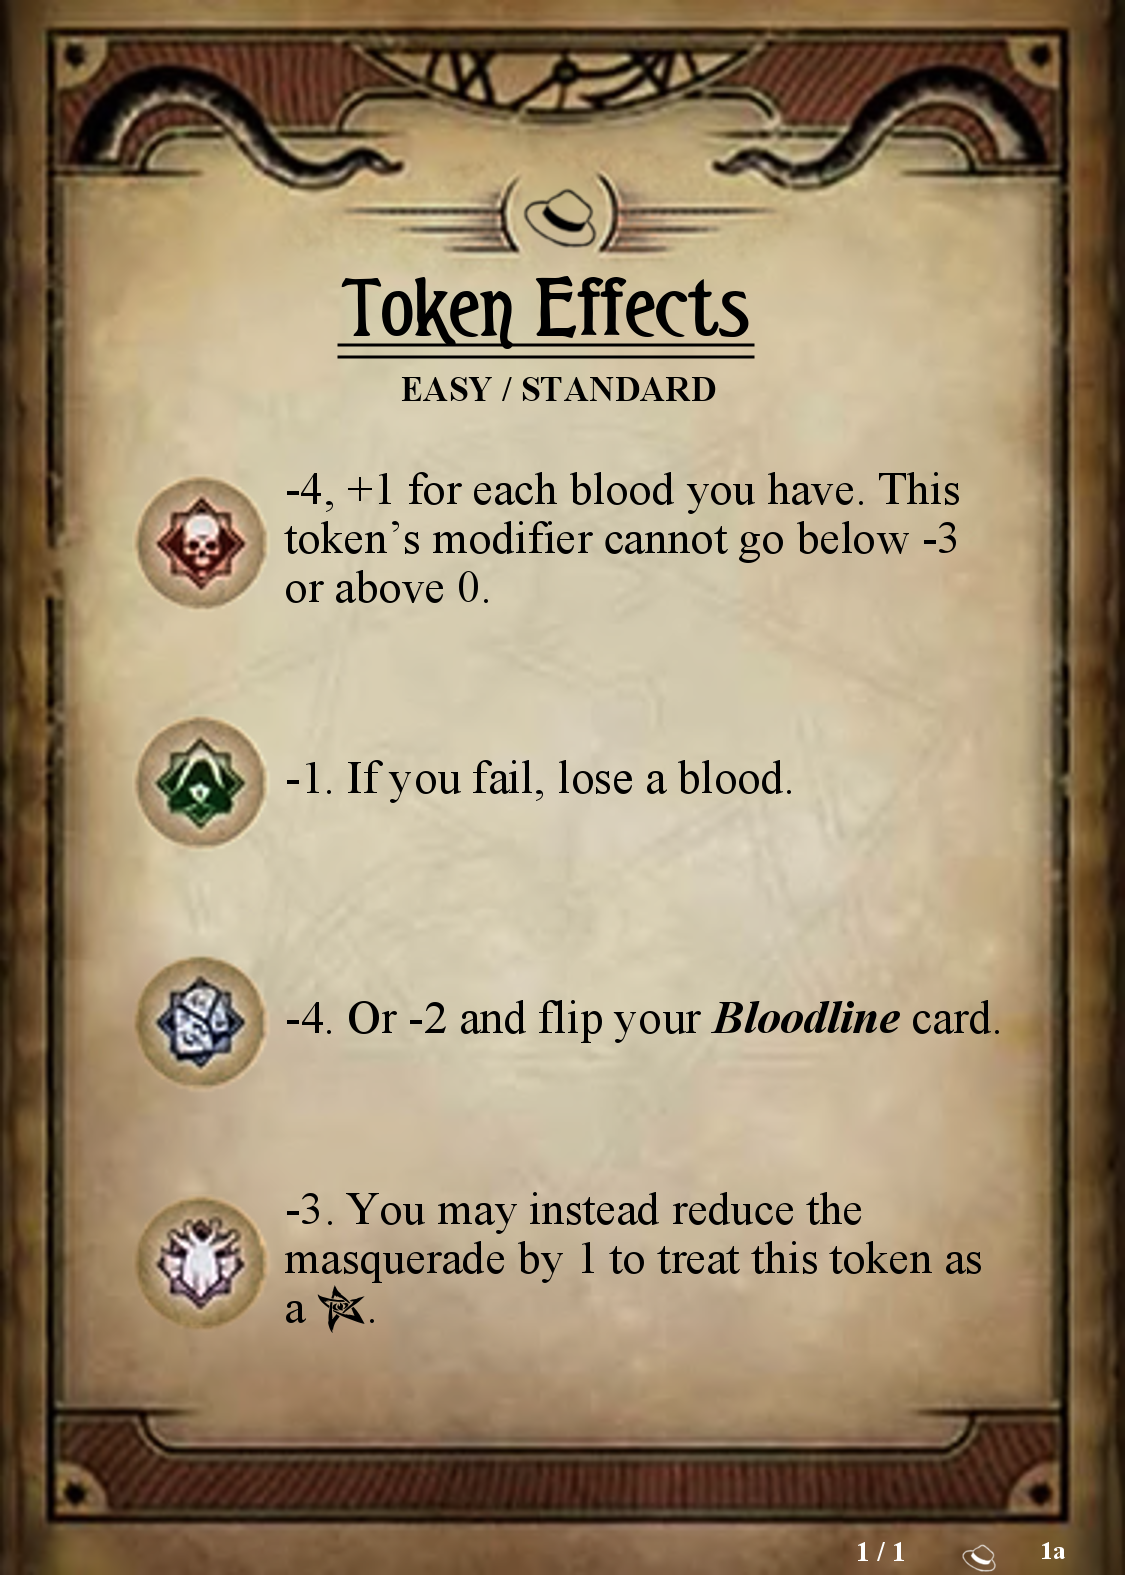 Token Effects
EASY / STANDARD
-4, +1 for each blood you have. This
token’s modifier cannot go below -3
or above 0.
-1. If you fail, lose a blood.
-4. Or -2 and flip your Bloodline card.
-3. You may instead reduce the
masquerade by 1 to treat this token as
a .
1 / 1 1a